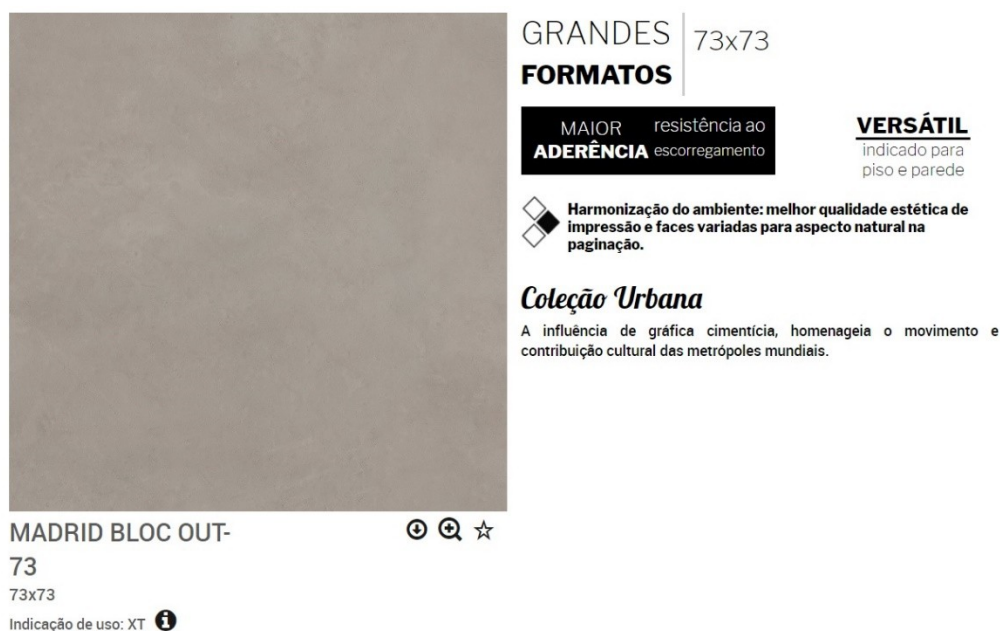 GRANDES
FORMATOS
73x73
MAIOR
ADERÊNCIA
resistência ao
escorregamento
VERSÁTIL
indicado para
piso e parede
Harmonização do ambiente: melhor qualidade estética de
impressão e faces variadas para aspecto natural na
paginação.
Coleção Urbana
A influência de gráfica cimentícia, homenageia o movimento e
contribuição cultural das metrópoles mundiais.
MADRID BLOC OUT-
73
73x73
Indicação de uso: XT